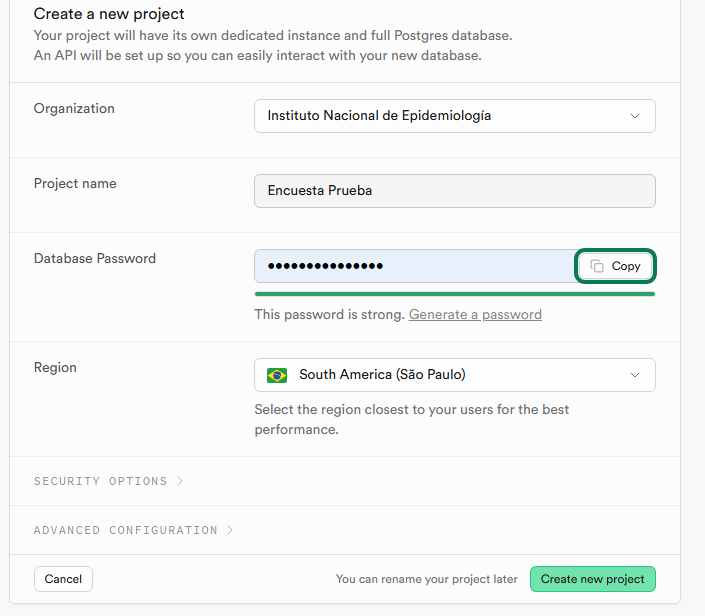 Create a new project
Your project will have its own dedicated instance and full Postgres database.
An API will be set up so you can easily interact with your new database.
Organization
Instituto Nacional de Epidemiología
Project name
Encuesta Prueba
Database Password
•••••••••••••••
Copy
This password is strong. Generate a password
Region
South America (São Paulo)
Select the region closest to your users for the best
performance.
SECURITY OPTIONS
ADVANCED CONFIGURATION
Cancel
You can rename your project later
Create new project